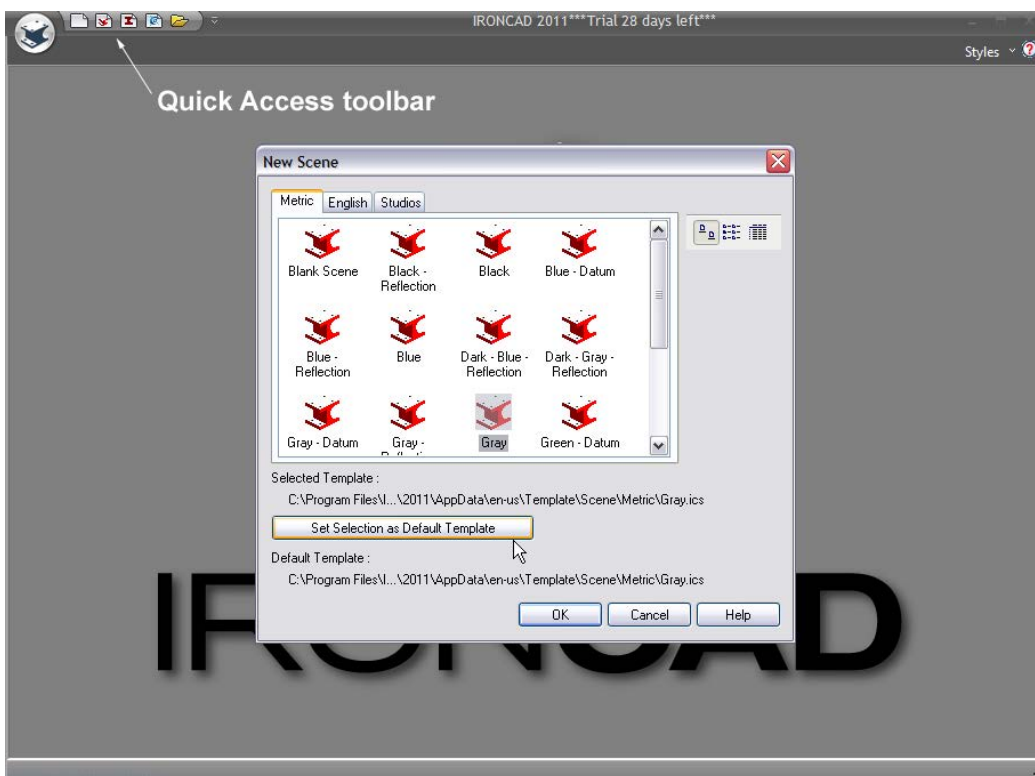 IRONCAD 2011***Trial 28 days left***
Styles
Quick Access toolbar
New Scene
Metric English Studios
Blank Scene
Black - Reflection
Black
Blue - Datum
Blue - Reflection
Blue
Dark - Blue - Reflection
Dark - Gray - Reflection
Gray - Datum
Gray -
Gray
Green - Datum
Selected Template :
C:\Program Files\I...\2011\AppData\en-us\Template\Scene\Metric\Gray.ics
Set Selection as Default Template
Default Template :
C:\Program Files\I...\2011\AppData\en-us\Template\Scene\Metric\Gray.ics
OK Cancel Help
IRONCAD